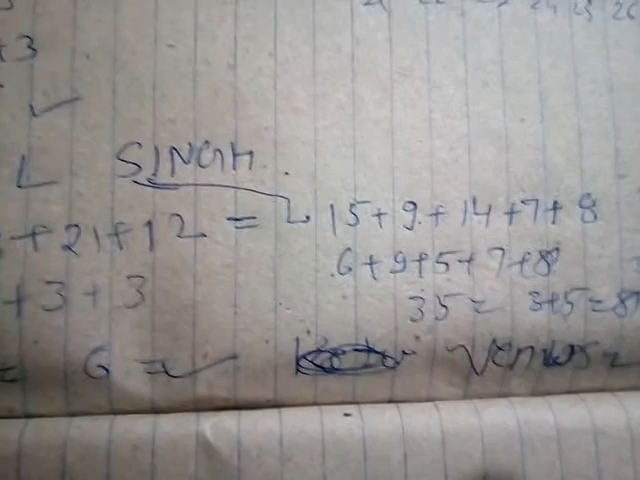 +3
L SINGH
+21+12 = 15+9+14+7+8
6+9+5+7+8
+3+3 35= 3+5=8
= 6 =